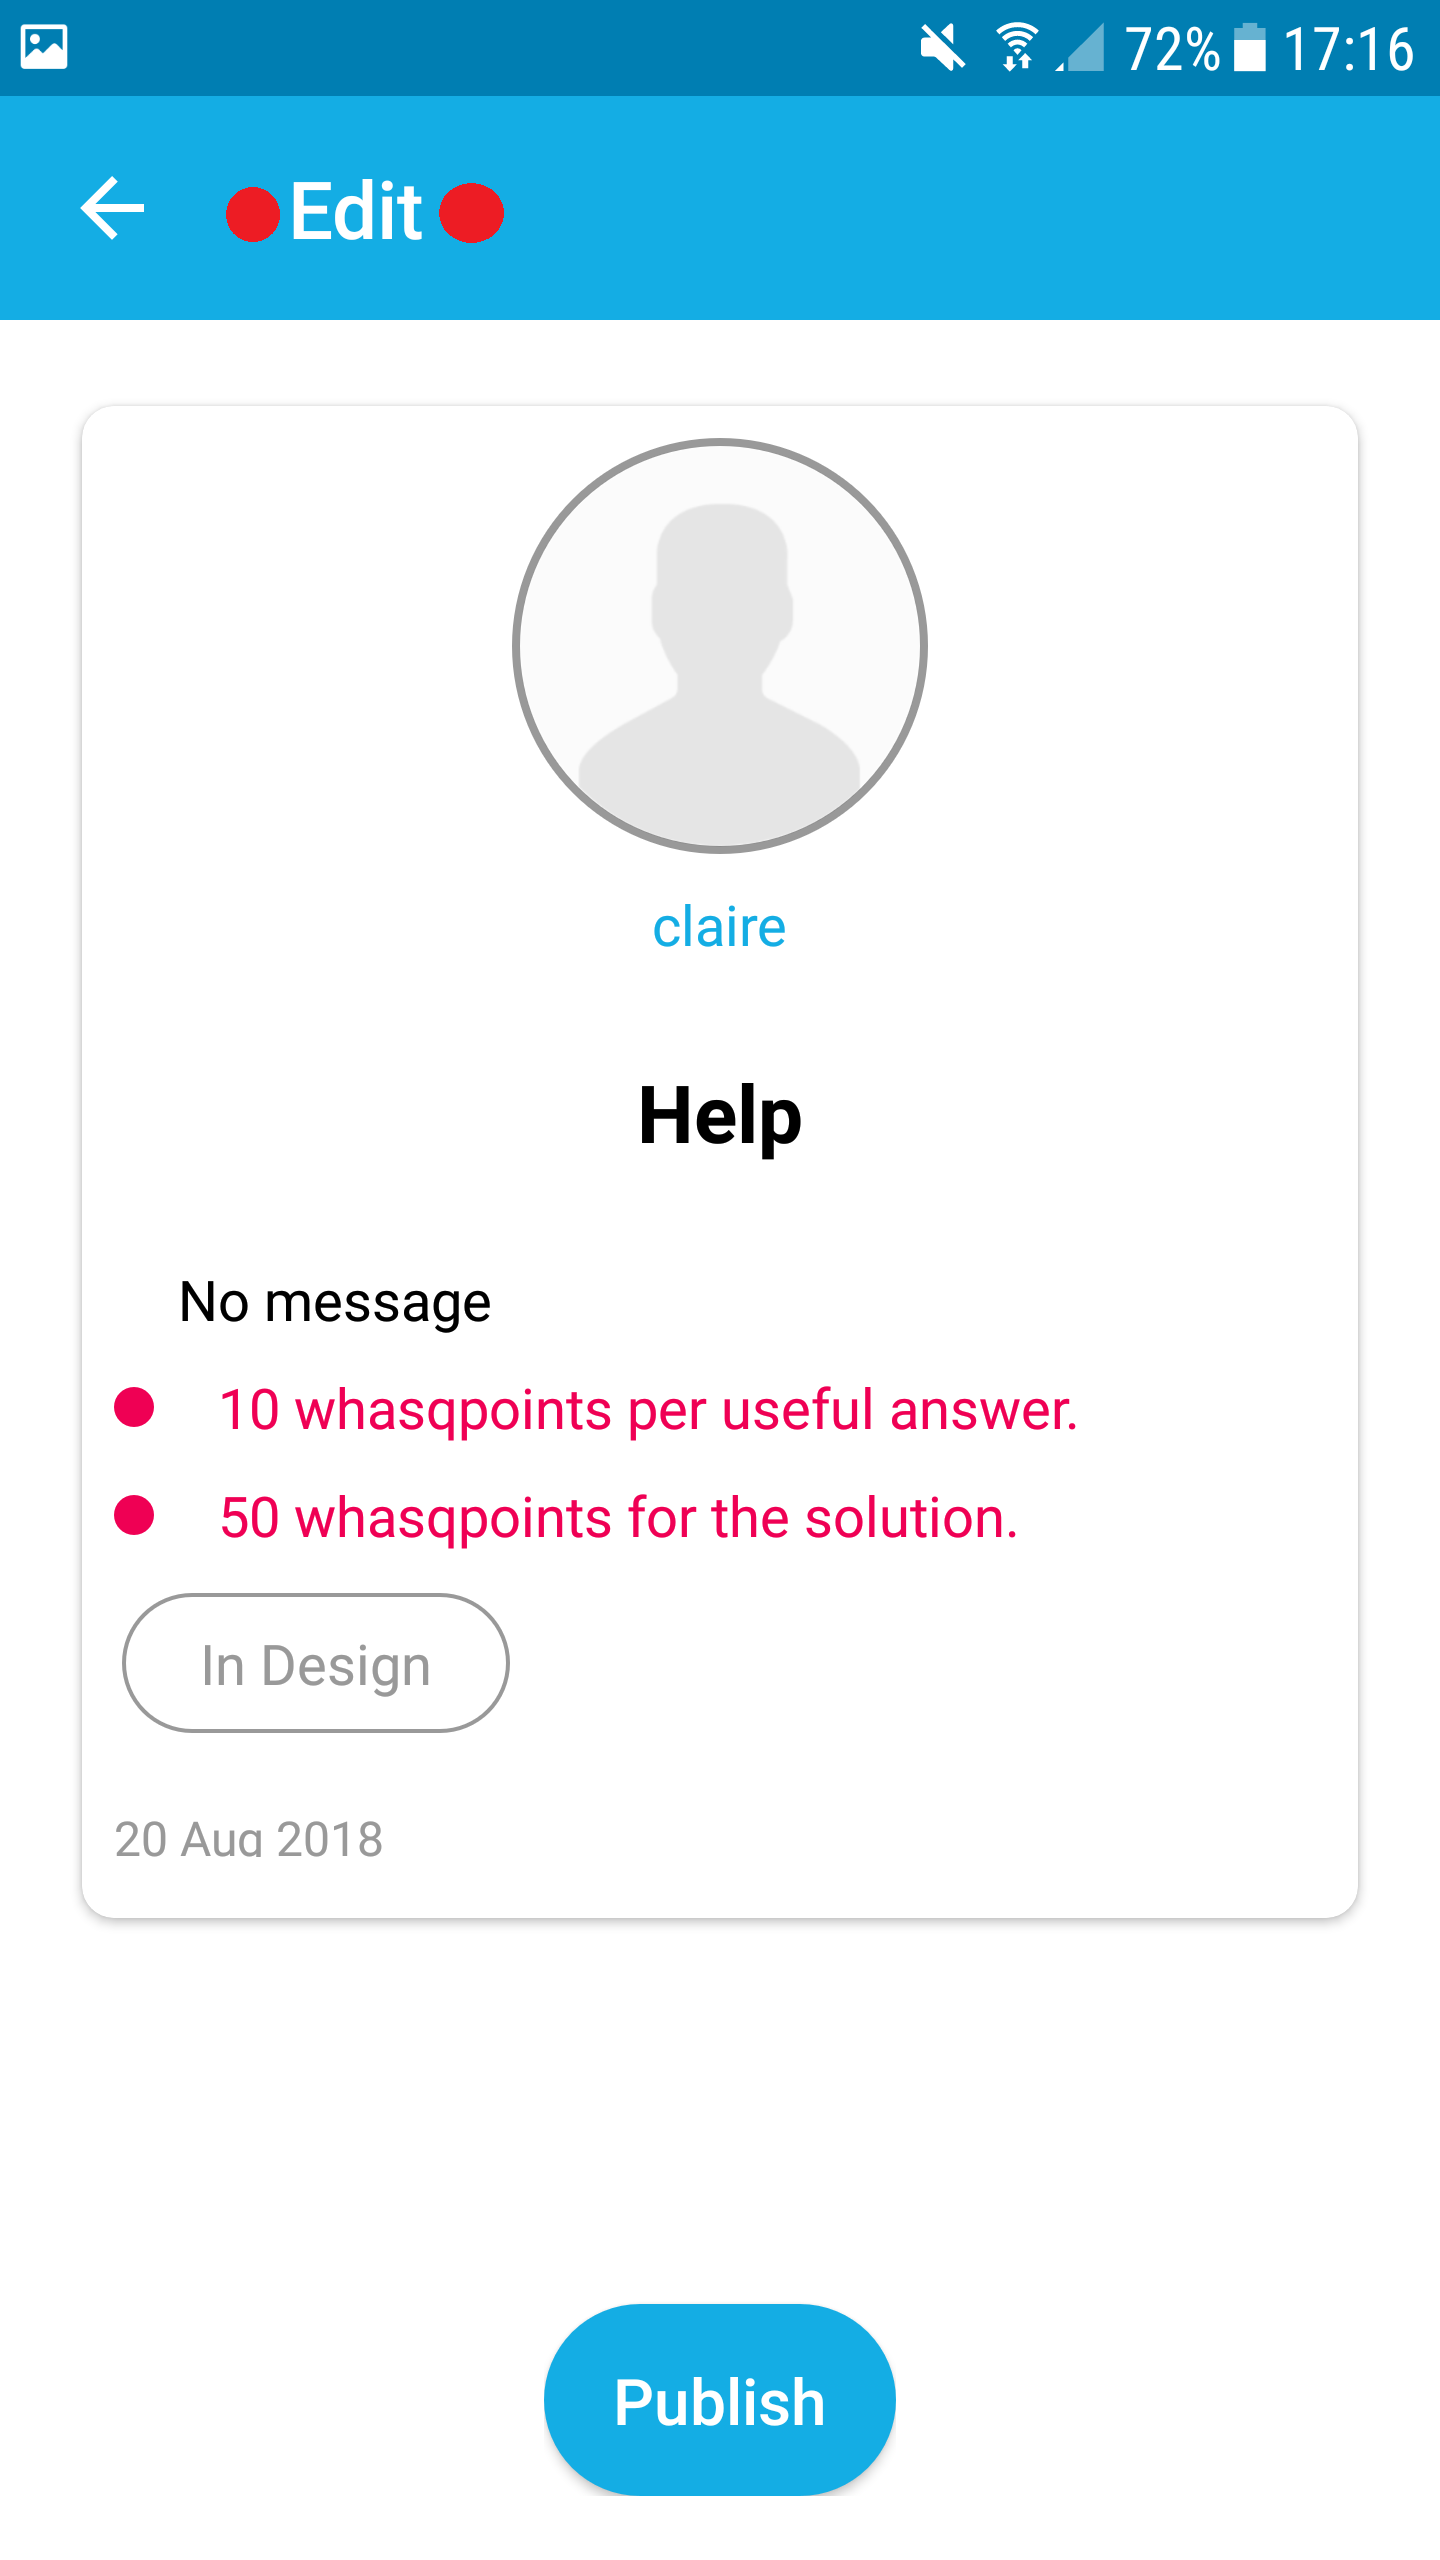 72% 17:16
Edit
claire
Help
No message
10 whasqpoints per useful answer.
50 whasqpoints for the solution.
In Design
20 Aug 2018
Publish